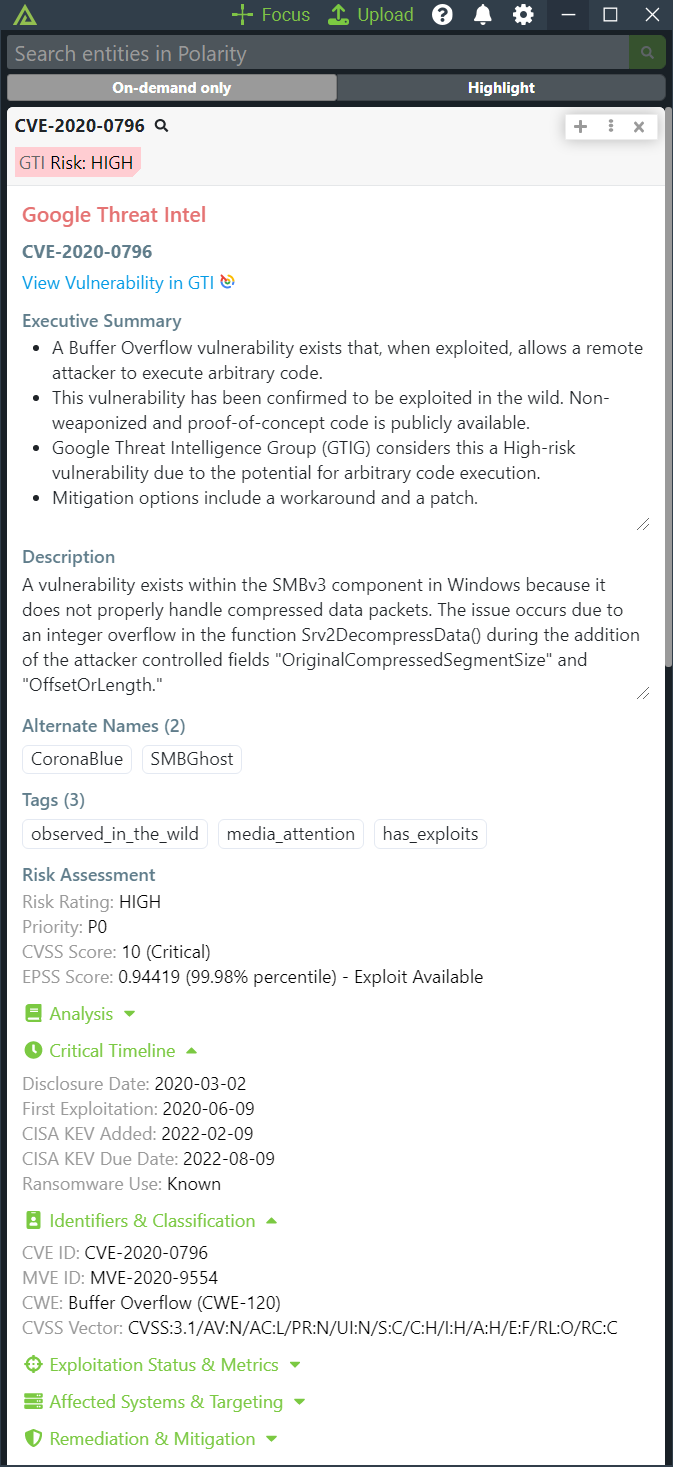 Focus Upload
Search entities in Polarity
On-demand only Highlight
CVE-2020-0796
GTI Risk: HIGH
Google Threat Intel
CVE-2020-0796
View Vulnerability in GTI
Executive Summary
• A Buffer Overflow vulnerability exists that, when exploited, allows a remote
attacker to execute arbitrary code.
• This vulnerability has been confirmed to be exploited in the wild. Non-
weaponized and proof-of-concept code is publicly available.
• Google Threat Intelligence Group (GTIG) considers this a High-risk
vulnerability due to the potential for arbitrary code execution.
• Mitigation options include a workaround and a patch.
Description
A vulnerability exists within the SMBv3 component in Windows because it
does not properly handle compressed data packets. The issue occurs due to
an integer overflow in the function Srv2DecompressData() during the addition
of the attacker controlled fields "OriginalCompressedSegmentSize" and
"OffsetOrLength."
Alternate Names (2)
CoronaBlue SMBGhost
Tags (3)
observed_in_the_wild media_attention has_exploits
Risk Assessment
Risk Rating: HIGH
Priority: P0
CVSS Score: 10 (Critical)
EPSS Score: 0.94419 (99.98% percentile) - Exploit Available
Analysis
Critical Timeline
Disclosure Date: 2020-03-02
First Exploitation: 2020-06-09
CISA KEV Added: 2022-02-09
CISA KEV Due Date: 2022-08-09
Ransomware Use: Known
Identifiers & Classification
CVE ID: CVE-2020-0796
MVE ID: MVE-2020-9554
CWE: Buffer Overflow (CWE-120)
CVSS Vector: CVSS:3.1/AV:N/AC:L/PR:N/UI:N/S:C/C:H/I:H/A:H/E:F/RL:O/RC:C
Exploitation Status & Metrics
Affected Systems & Targeting
Remediation & Mitigation